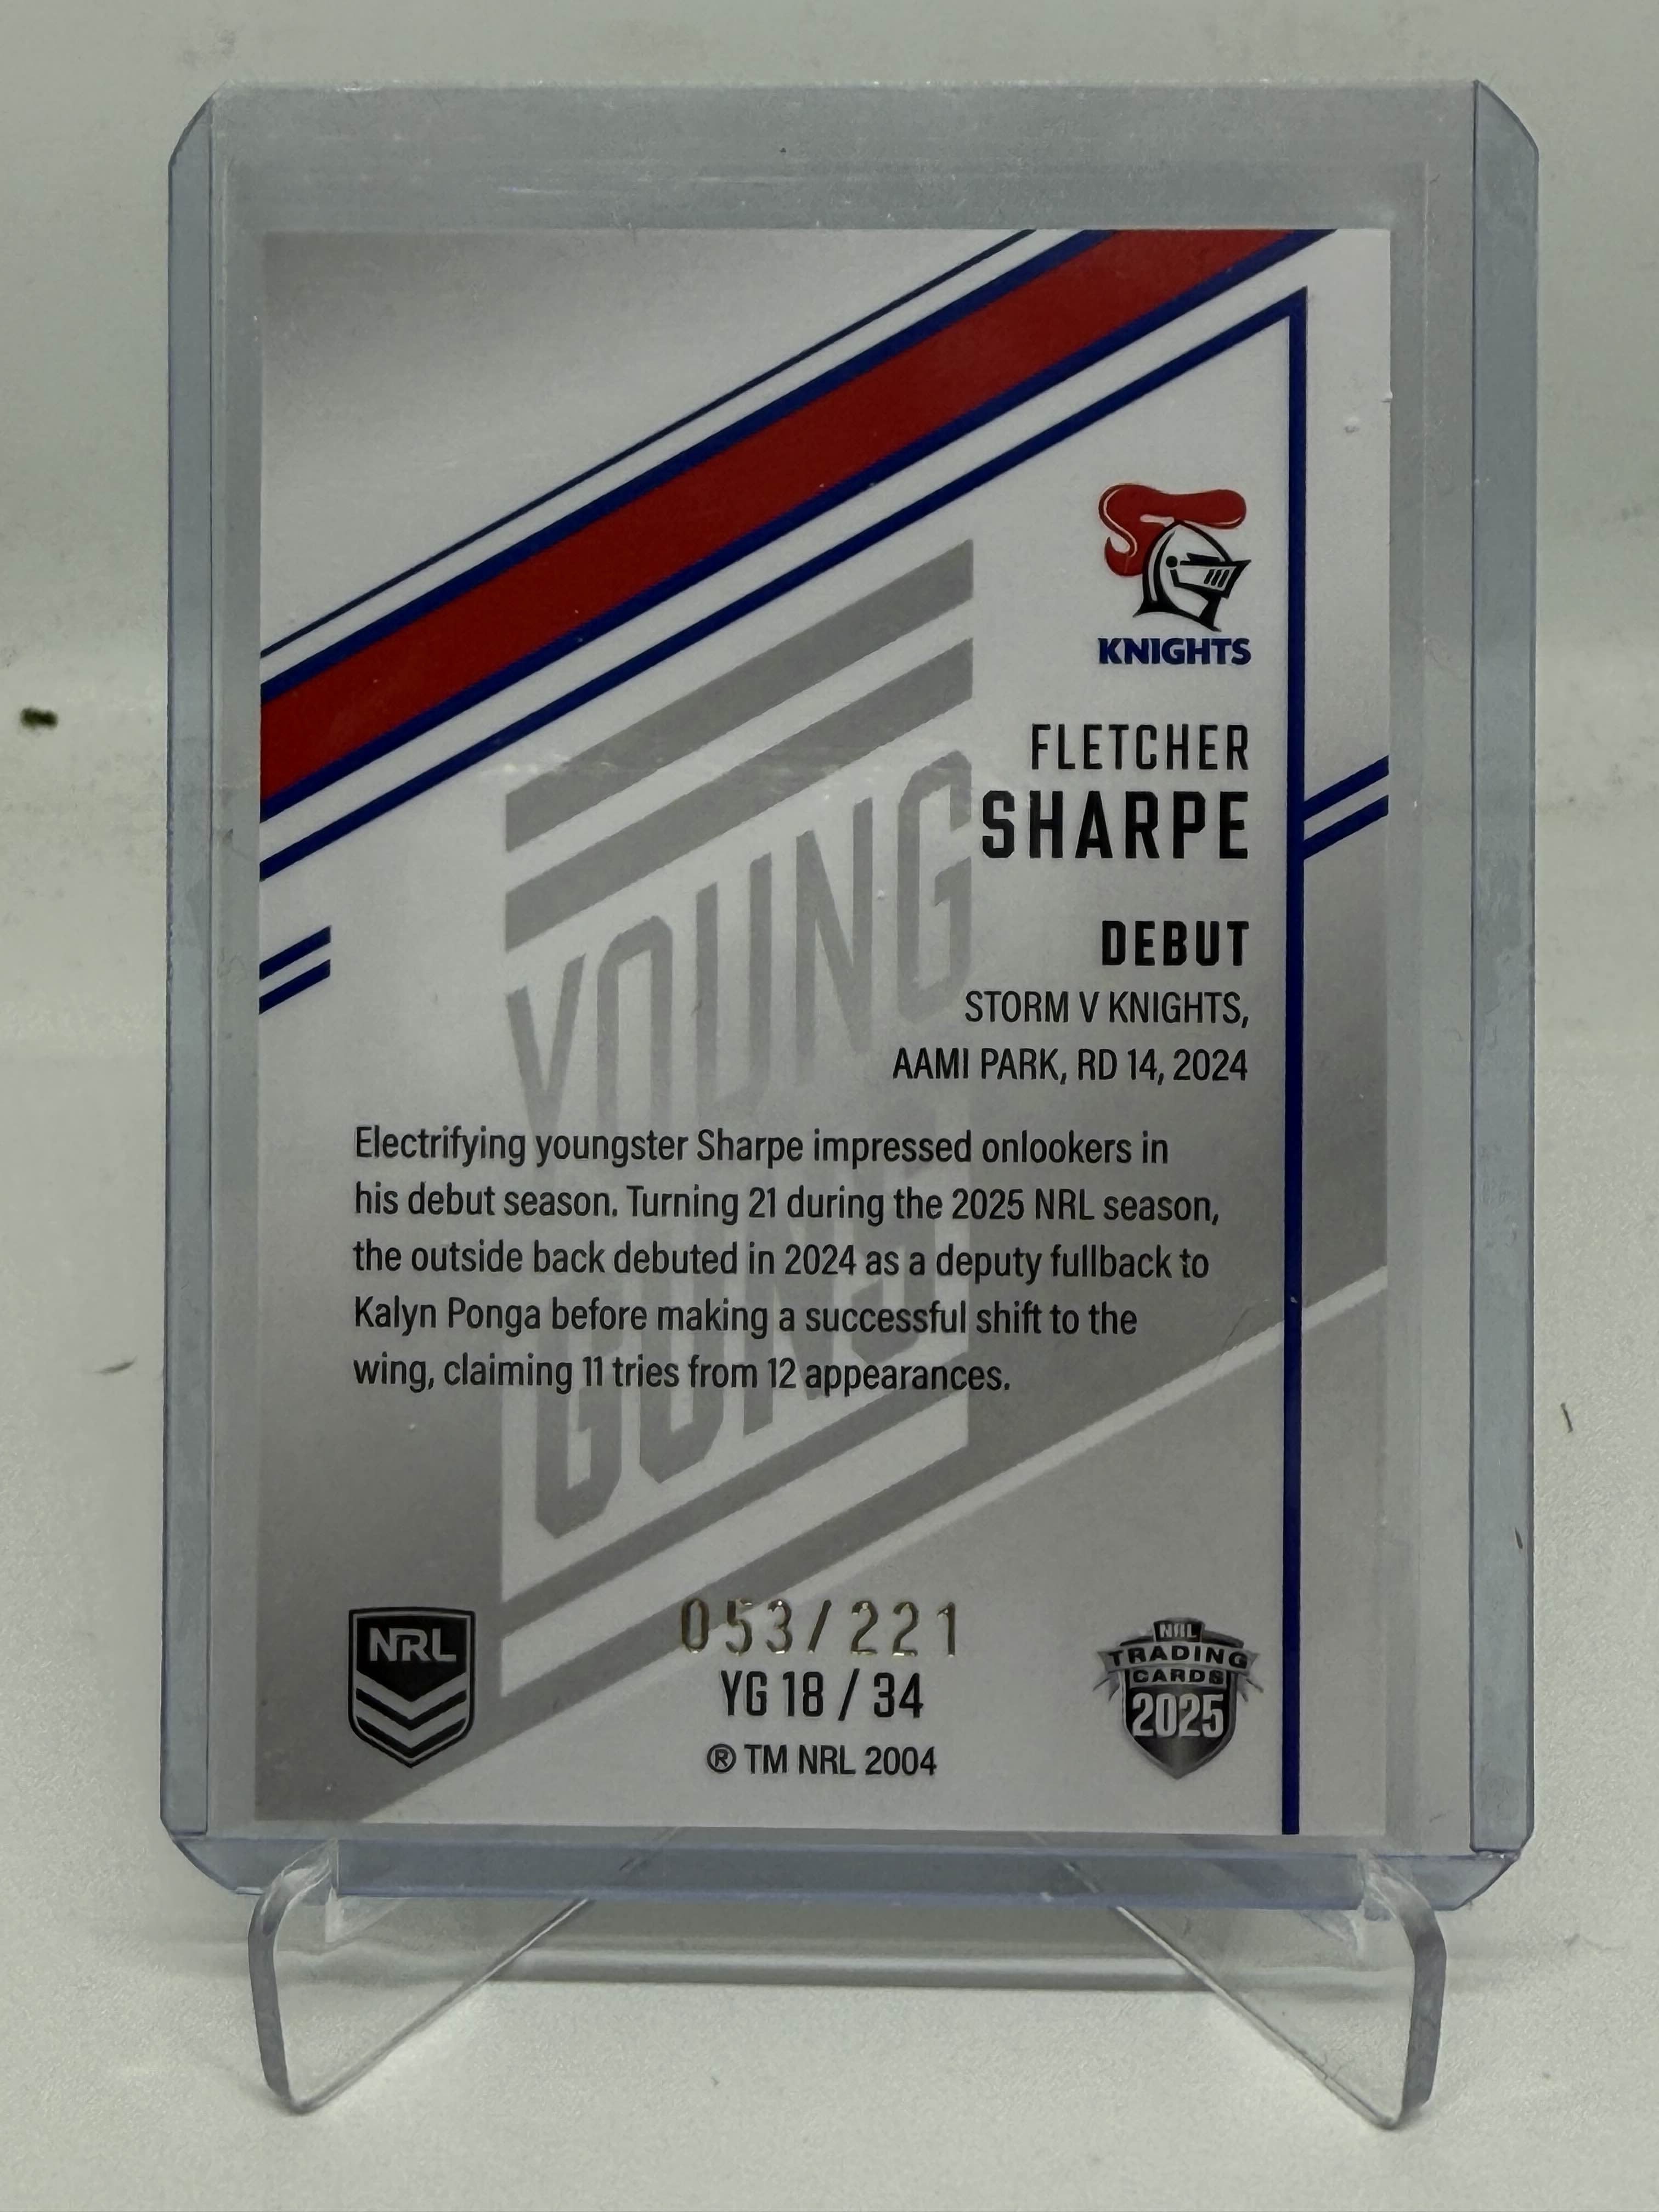 KNIGHTS
FLETCHER
SHARPE
DEBUT
STORM V KNIGHTS,
AAMI PARK, RD 14, 2024
YOUNG
GUNS
Electrifying youngster Sharpe impressed onlookers in
his debut season. Turning 21 during the 2025 NRL season,
the outside back debuted in 2024 as a deputy fullback to
Kalyn Ponga before making a successful shift to the
wing, claiming 11 tries from 12 appearances.
NRL
053/221
YG 18 / 34
® TM NRL 2004
NRL
TRADING
CARDS
2025